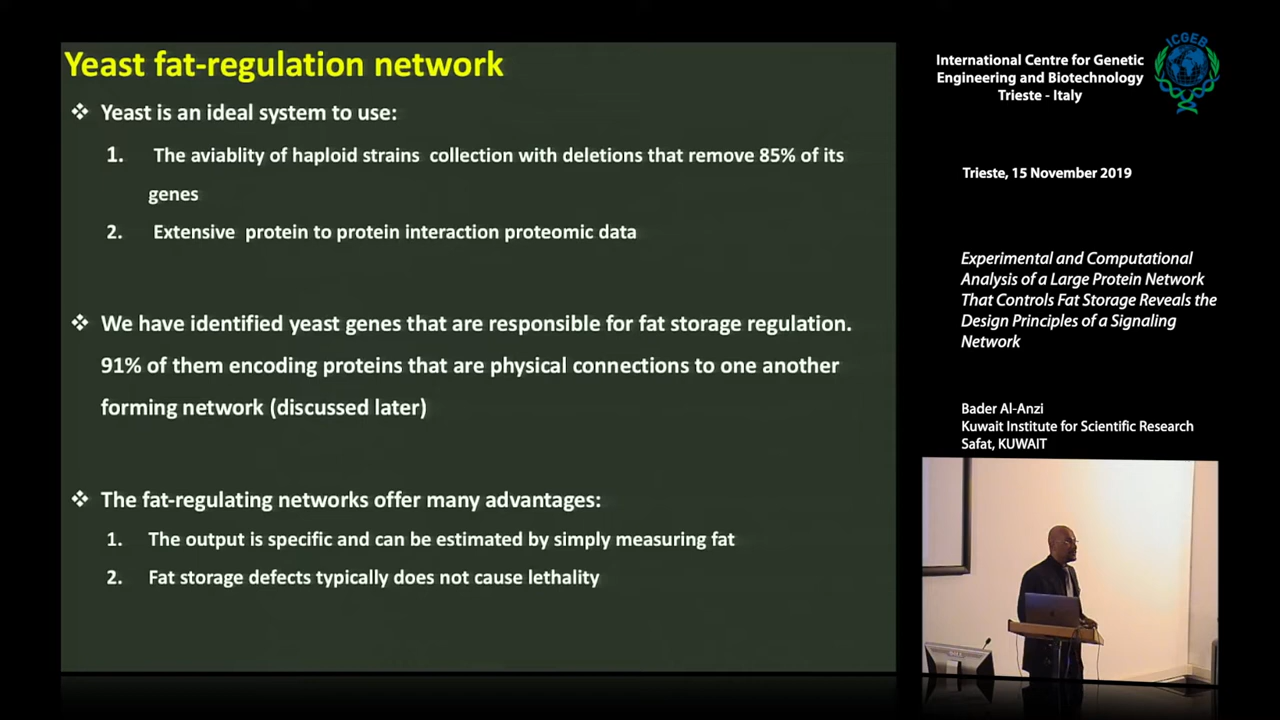 Yeast fat-regulation network
❖ Yeast is an ideal system to use:
1. The aviablity of haploid strains collection with deletions that remove 85% of its
genes
2. Extensive protein to protein interaction proteomic data
❖ We have identified yeast genes that are responsible for fat storage regulation.
91% of them encoding proteins that are physical connections to one another
forming network (discussed later)
❖ The fat-regulating networks offer many advantages:
1. The output is specific and can be estimated by simply measuring fat
2. Fat storage defects typically does not cause lethality
International Centre for Genetic
Engineering and Biotechnology
Trieste - Italy
ICGEB
Trieste, 15 November 2019
Experimental and Computational
Analysis of a Large Protein Network
That Controls Fat Storage Reveals the
Design Principles of a Signaling
Network
Bader Al-Anzi
Kuwait Institute for Scientific Research
Safat, KUWAIT